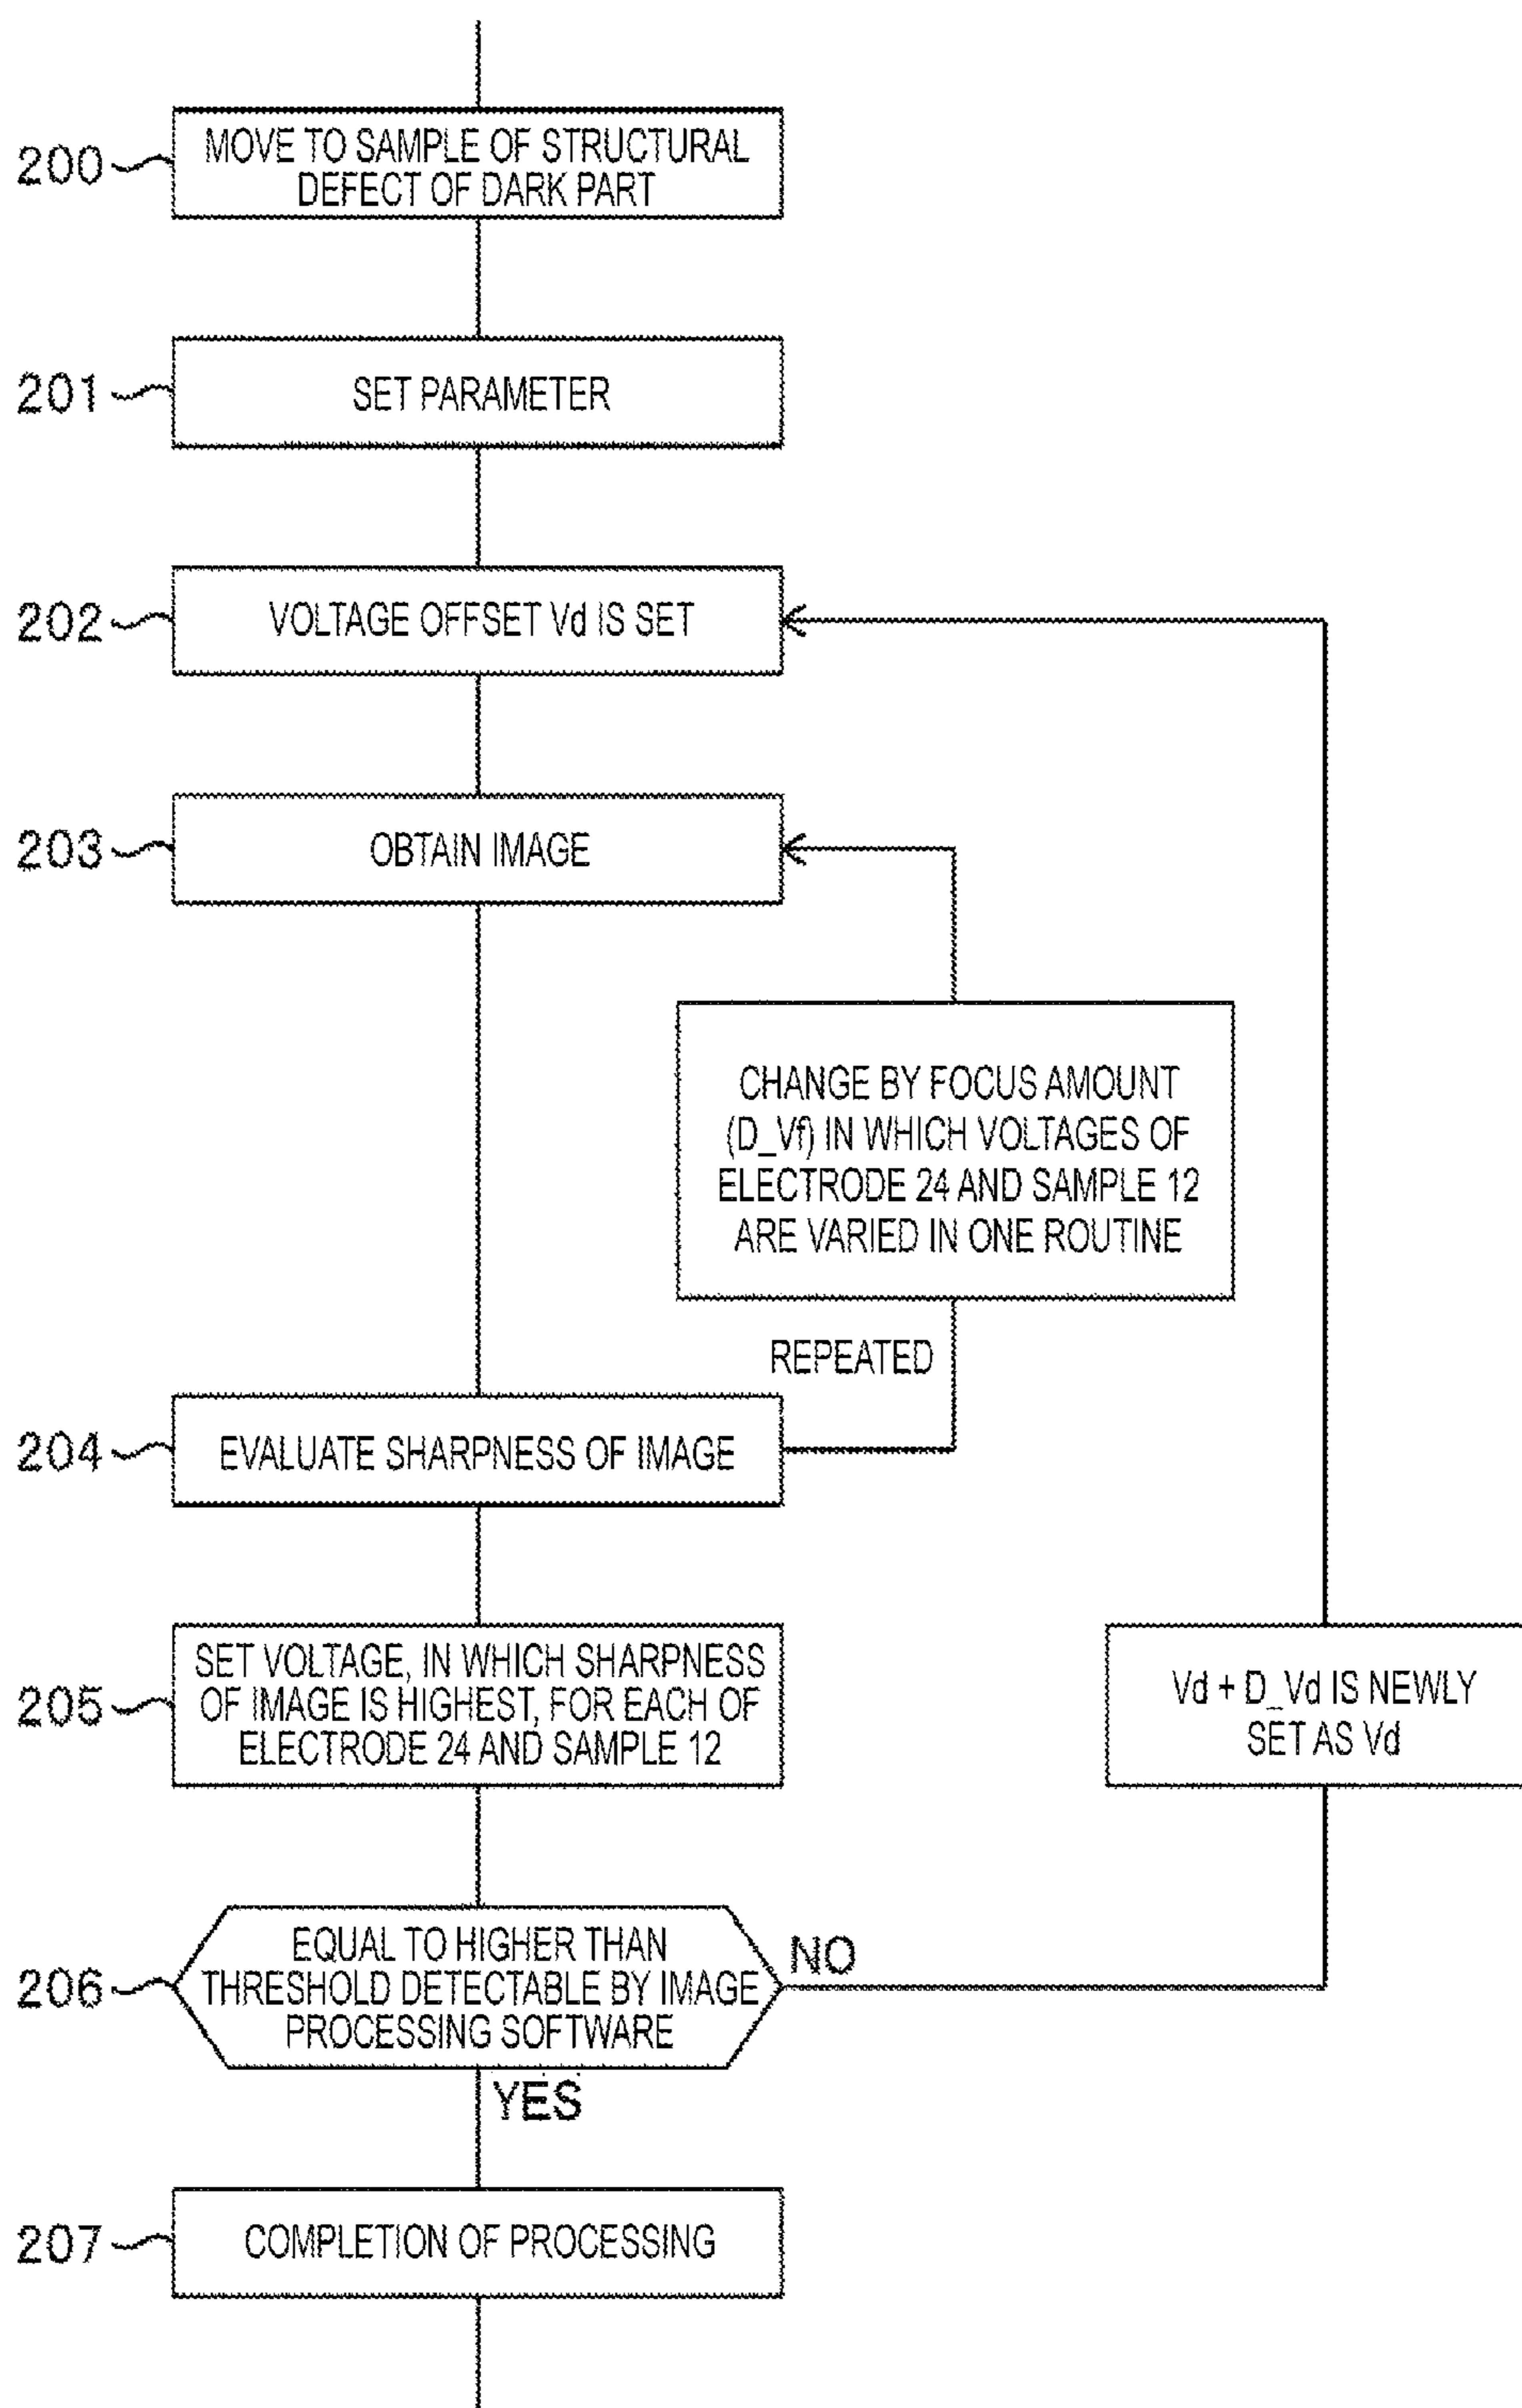 200
MOVE TO SAMPLE OF STRUCTURAL
DEFECT OF DARK PART
201
SET PARAMETER
202
VOLTAGE OFFSET Vd IS SET
203
OBTAIN IMAGE
CHANGE BY FOCUS AMOUNT
(D_Vf) IN WHICH VOLTAGES OF
ELECTRODE 24 AND SAMPLE 12
ARE VARIED IN ONE ROUTINE
REPEATED
204
EVALUATE SHARPNESS OF IMAGE
205
SET VOLTAGE, IN WHICH SHARPNESS
OF IMAGE IS HIGHEST, FOR EACH OF
ELECTRODE 24 AND SAMPLE 12
Vd + D_Vd IS NEWLY
SET AS Vd
206
EQUAL TO HIGHER THAN
THRESHOLD DETECTABLE BY IMAGE
PROCESSING SOFTWARE
NO
YES
207
COMPLETION OF PROCESSING